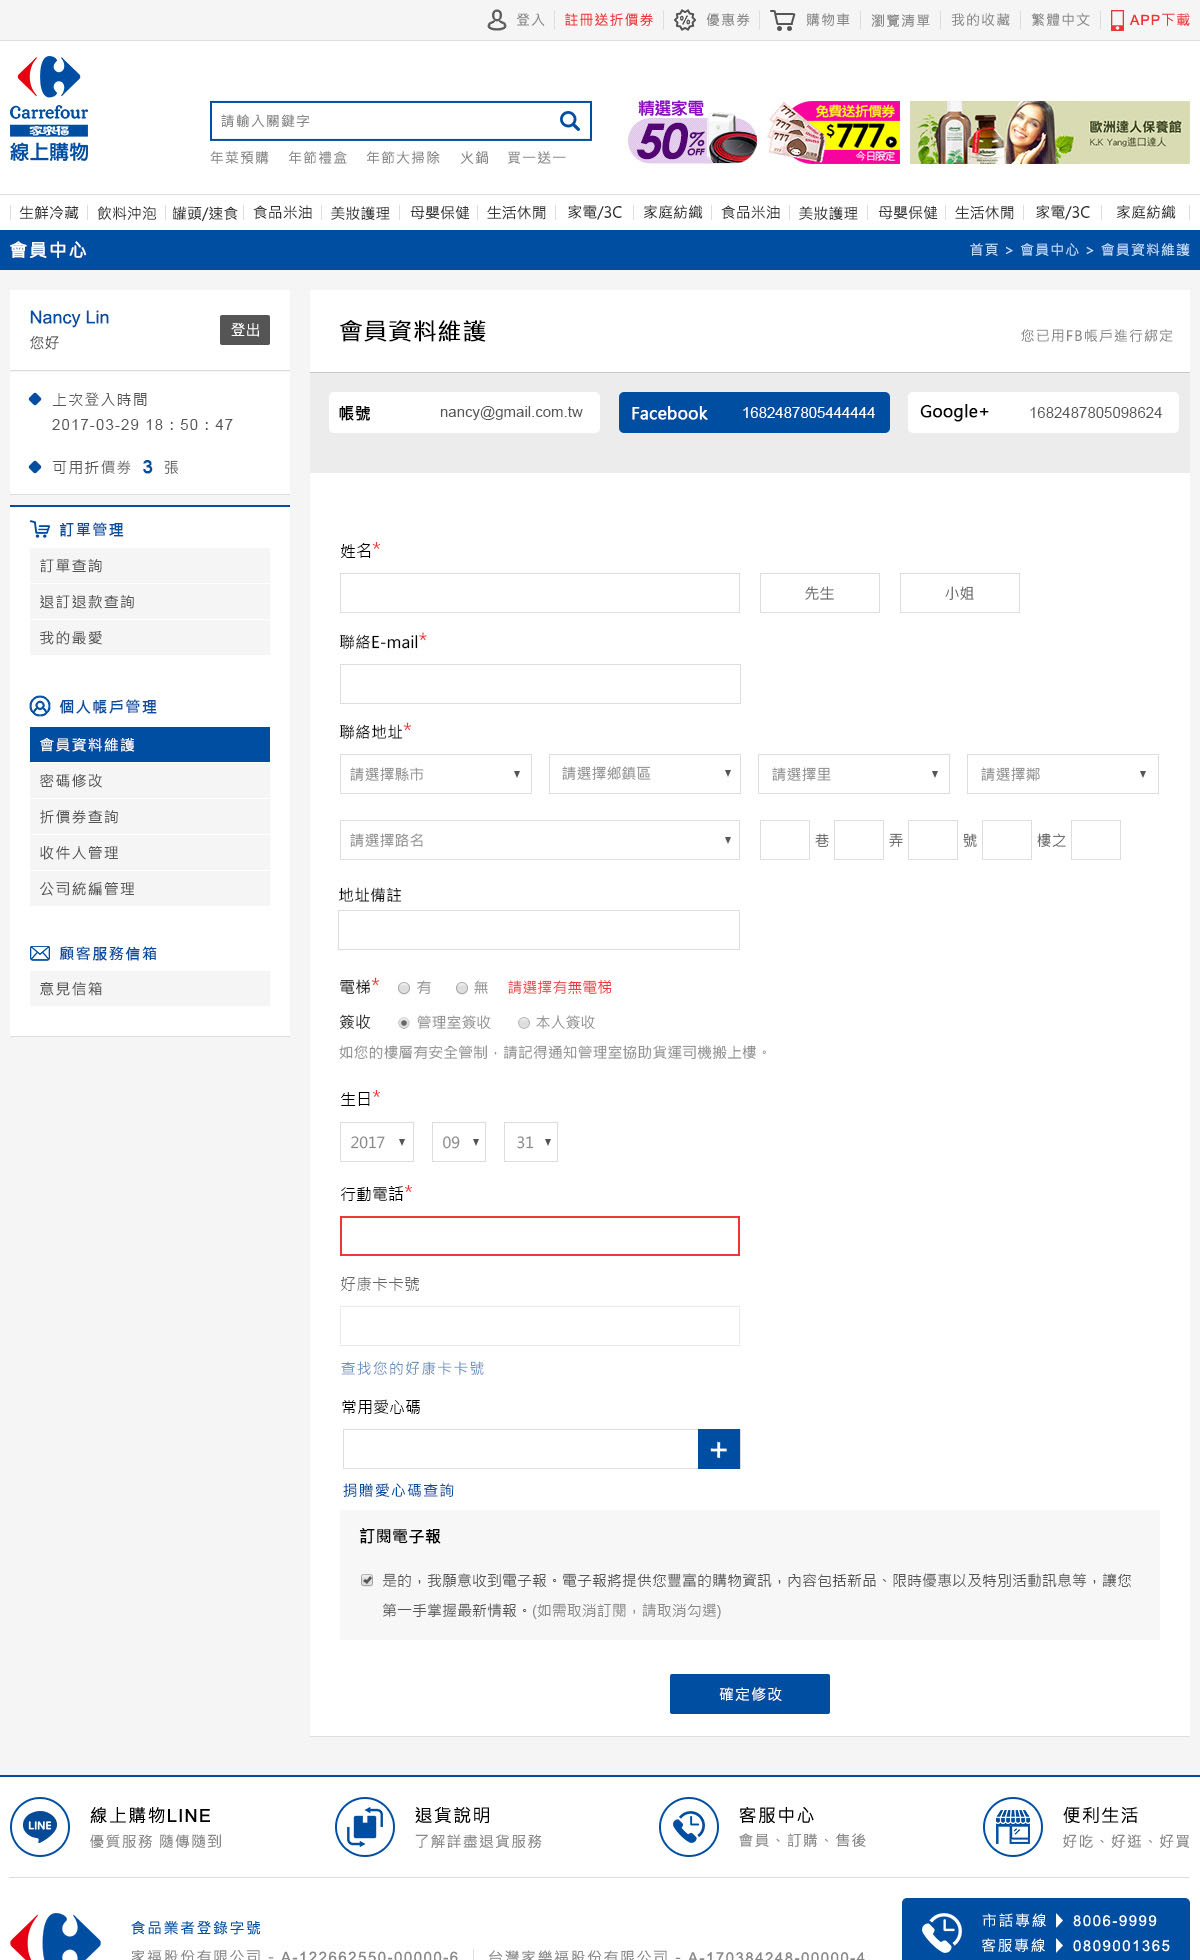 登入 註冊送折價券 優惠券 購物車 瀏覽清單 我的收藏 繁體中文 APP下載
Carrefour
家樂福
線上購物
請輸入關鍵字
年菜預購 年節禮盒 年節大掃除 火鍋 買一送一
精選家電
50% OFF
免費送折價券
$777
今日限定
歐洲達人保養館
K.K Yang進口達人
生鮮冷藏 飲料沖泡 罐頭/速食 食品米油 美妝護理 母嬰保健 生活休閒 家電/3C 家庭紡織 食品米油 美妝護理 母嬰保健 生活休閒 家電/3C 家庭紡織
會員中心
首頁 > 會員中心 > 會員資料維護
Nancy Lin
您好
登出
上次登入時間
2017-03-29 18：50：47
可用折價券 3 張
訂單管理
訂單查詢
退訂退款查詢
我的最愛
個人帳戶管理
會員資料維護
密碼修改
折價券查詢
收件人管理
公司統編管理
顧客服務信箱
意見信箱
會員資料維護
您已用FB帳戶進行綁定
帳號 nancy@gmail.com.tw
Facebook 1682487805444444
Google+ 1682487805098624
姓名*
先生 小姐
聯絡E-mail*
聯絡地址*
請選擇縣市 請選擇鄉鎮區 請選擇里 請選擇鄰
請選擇路名 巷 弄 號 樓之
地址備註
電梯* 有 無 請選擇有無電梯
簽收 管理室簽收 本人簽收
如您的樓層有安全管制，請記得通知管理室協助貨運司機搬上樓。
生日*
2017 09 31
行動電話*
好康卡卡號
查找您的好康卡卡號
常用愛心碼
+
捐贈愛心碼查詢
訂閱電子報
是的，我願意收到電子報。電子報將提供您豐富的購物資訊，內容包括新品、限時優惠以及特別活動訊息等，讓您
第一手掌握最新情報。(如需取消訂閱，請取消勾選)
確定修改
LINE
線上購物LINE
優質服務 隨傳隨到
退貨說明
了解詳盡退貨服務
客服中心
會員、訂購、售後
便利生活
好吃、好逛、好買
食品業者登錄字號
家福股份有限公司 - A-122662550-00000-6 台灣家樂福股份有限公司 - A-170384248-00000-4
市話專線 8006-9999
客服專線 0809001365